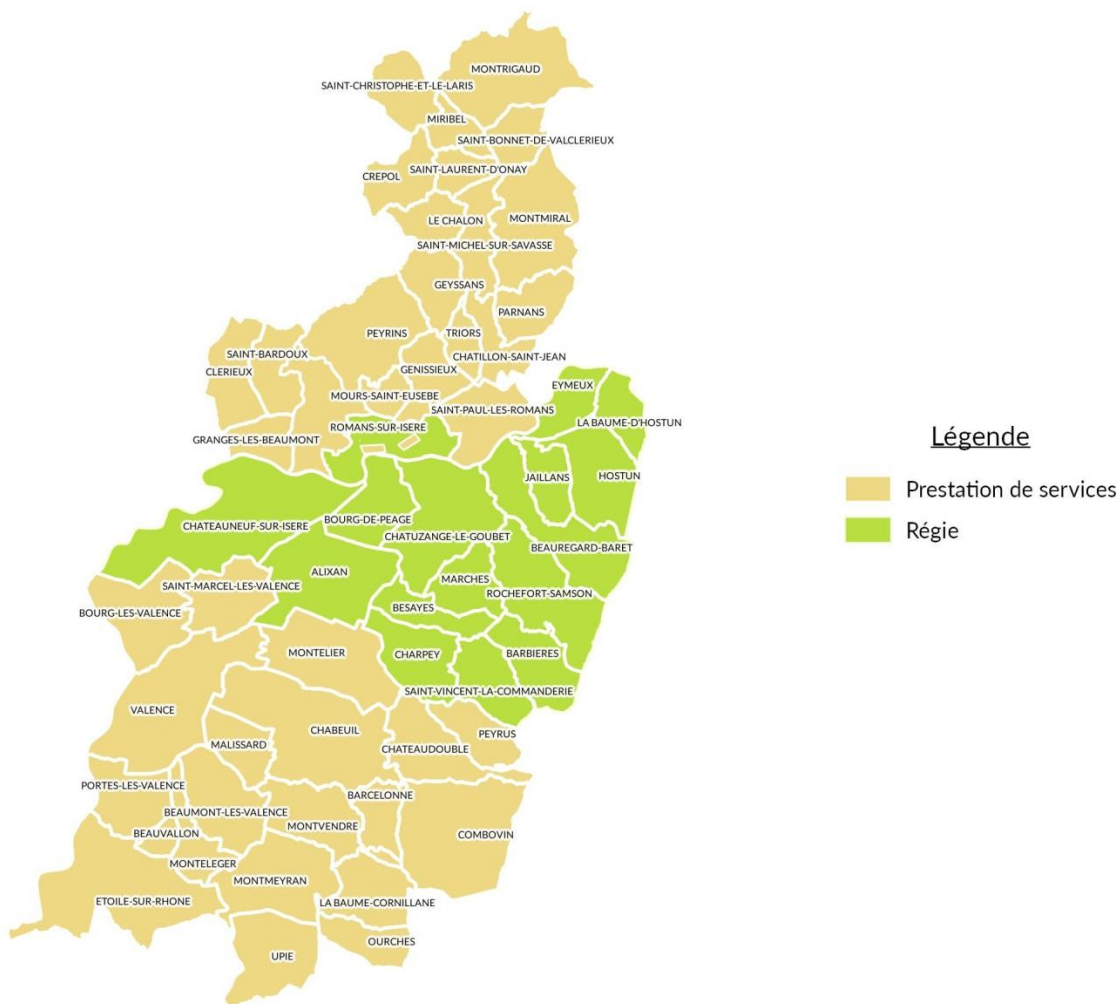 MONTRIGAUD
SAINT-CHRISTOPHE-ET-LE-LARIS
MIRIBEL
SAINT-BONNET-DE-VALCLERIEUX
SAINT-LAURENT-D'ONAY
CREPOL
LE CHALON
MONTMIRAL
SAINT-MICHEL-SUR-SAVASSE
GEYSSANS
PARNANS
PEYRINS
TRIORS
SAINT-BARDOUX
CHATILLON-SAINT-JEAN
CLERIEUX
GENISSIEUX
EYMEUX
MOURS-SAINT-EUSEBE
SAINT-PAUL-LES-ROMANS
LA BAUME-D'HOSTUN
ROMANS-SUR-ISERE
GRANGES-LES-BEAUMONT
Légende
JAILLANS
HOSTUN
Prestation de services
Régie
CHATEAUNEUF-SUR-ISERE
BOURG-DE-PEAGE
CHATUZANGE-LE-GOUBET
BEAUREGARD-BARET
ALIXAN
MARCHES
SAINT-MARCEL-LES-VALENCE
ROCHEFORT-SAMSON
BESAYES
BOURG-LES-VALENCE
MONTELIER
CHARPEY
BARBIERES
SAINT-VINCENT-LA-COMMANDERIE
VALENCE
CHABEUIL
PEYRUS
MALISSARD
CHATEAUDOUBLE
PORTES-LES-VALENCE
BARCELONNE
BEAUMONT-LES-VALENCE
MONTVENDRE
BEAUVALLON
COMBOVIN
MONTELEGER
MONTMEYRAN
ETOILE-SUR-RHONE
LA BAUME-CORNILLANE
OURCHES
UPIE